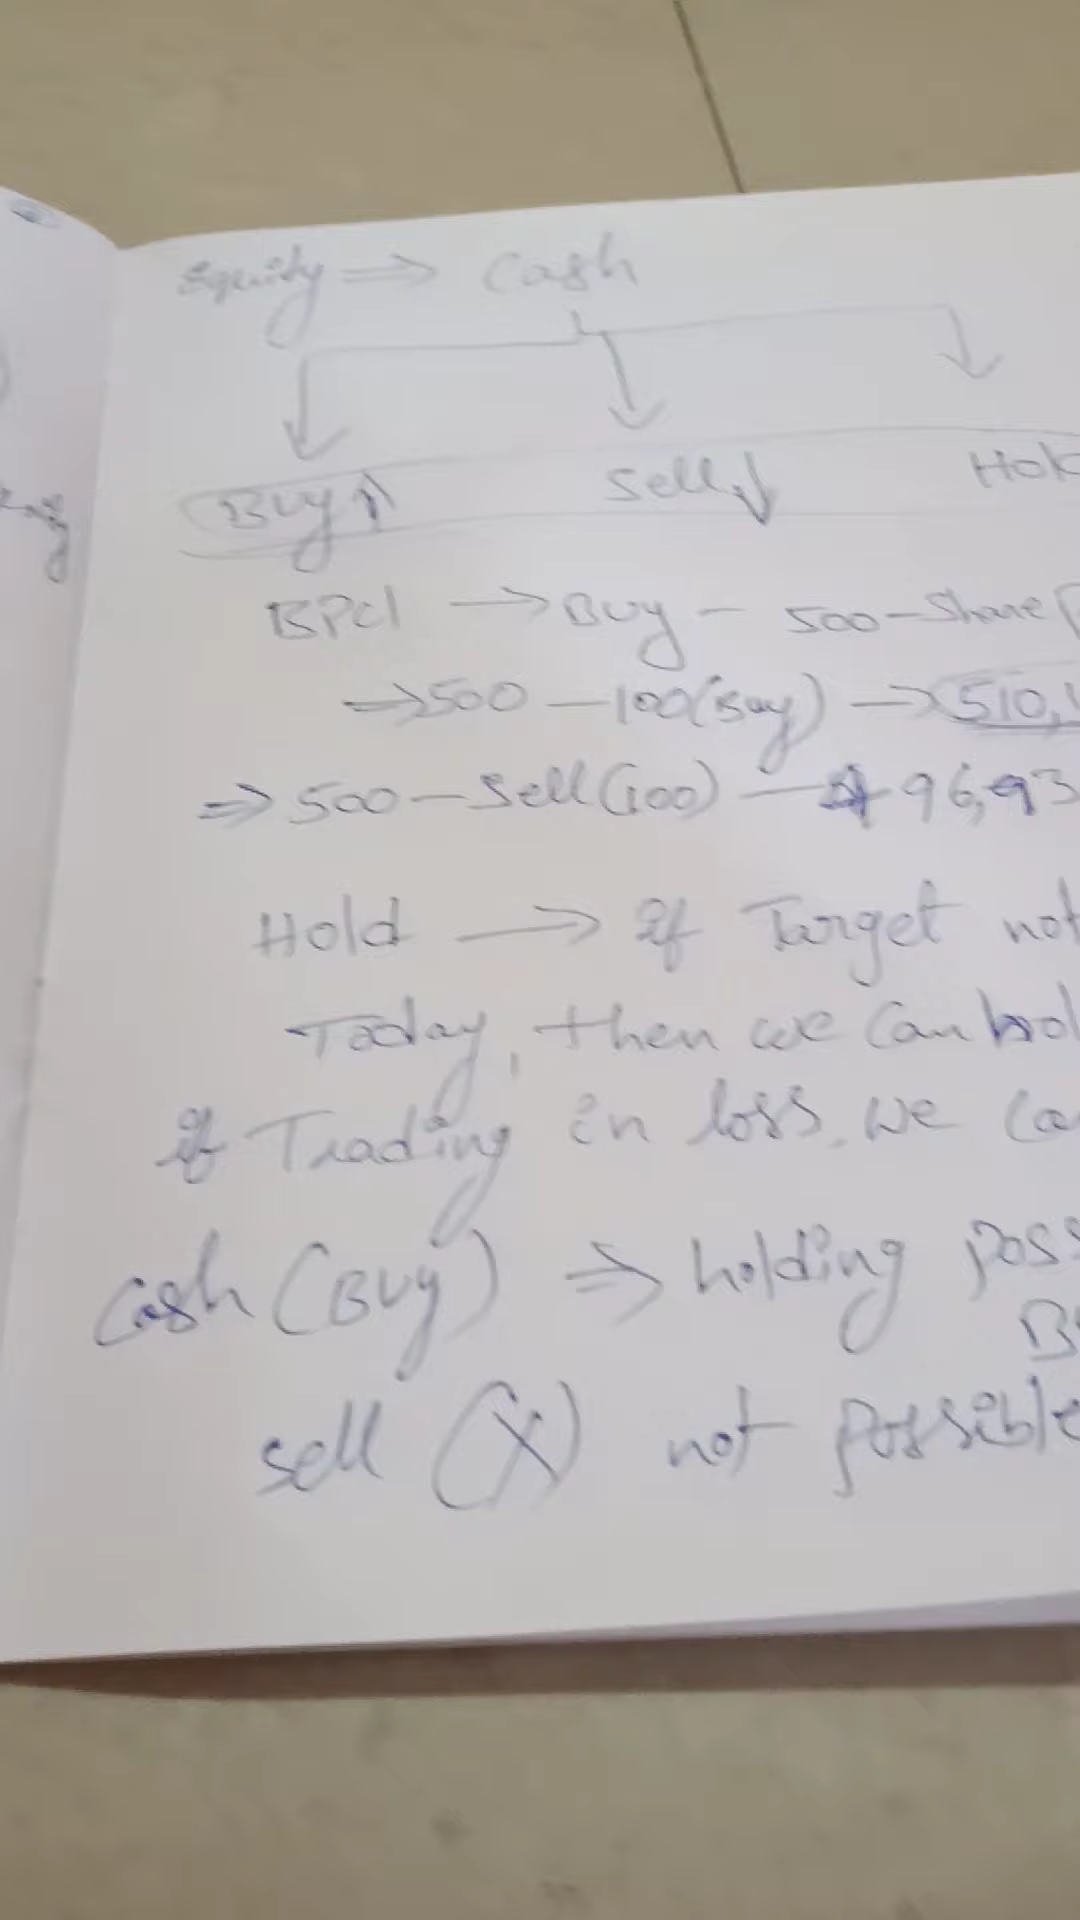 Equity ⇒ Cash
Buy↑ Sell↓ Hol
BPCl → Buy - 500-Share
⇒ 500 - 100(Say) → 510,
⇒ 500 - Sell(100) - 96,93
Hold → if Target not
Today, then we can hol
if Trading in loss, we ca
Cash (Buy) ⇒ holding poss
B
sell (X) not possible